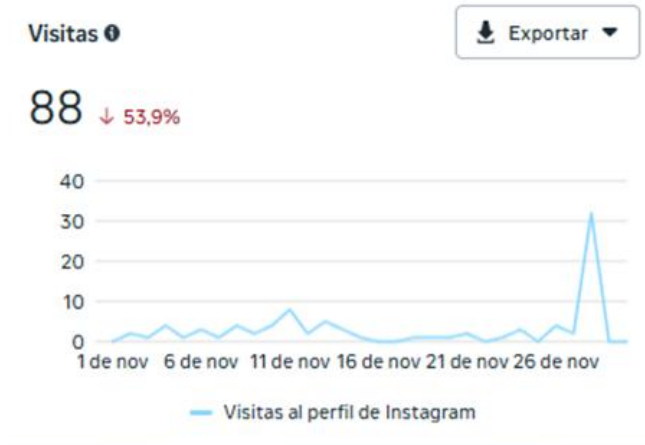 Visitas
Exportar
88 ↓ 53,9%
40
30
20
10
0
1 de nov 6 de nov 11 de nov 16 de nov 21 de nov 26 de nov
Visitas al perfil de Instagram